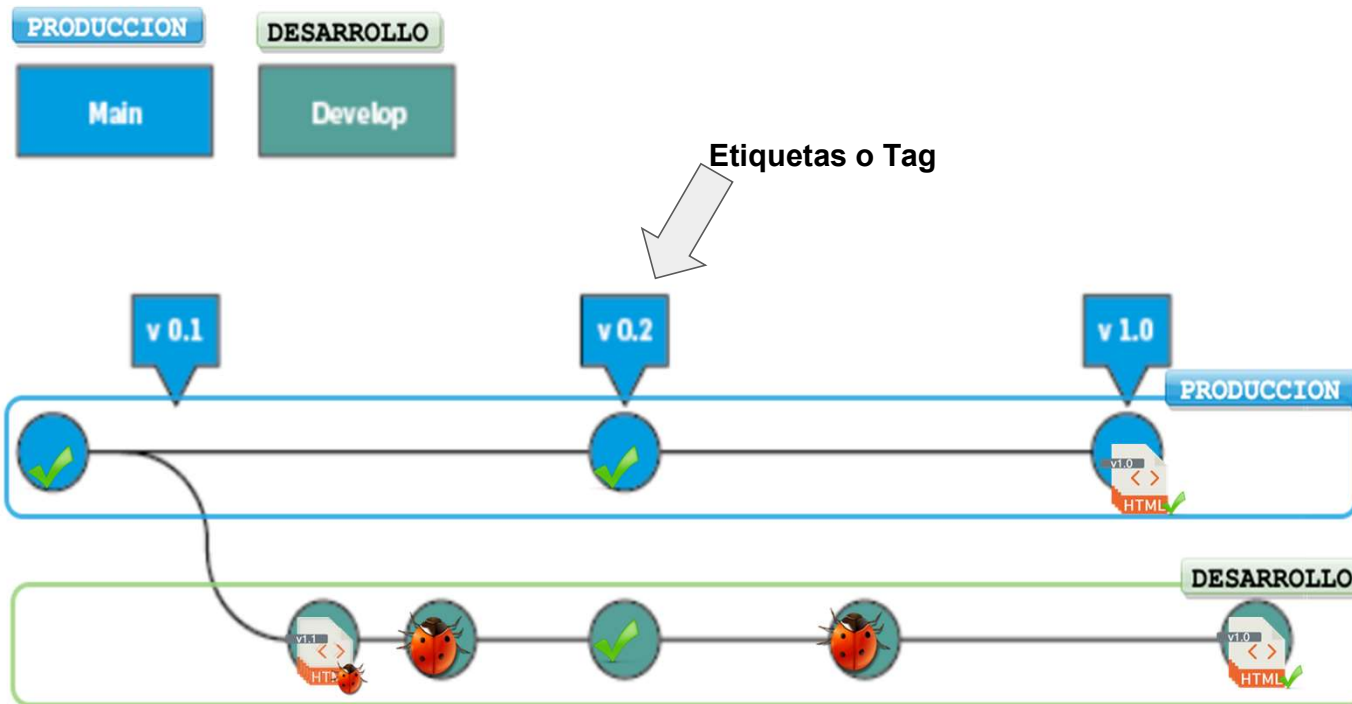 PRODUCCION
DESARROLLO
Main
Develop
Etiquetas o Tag
v 0.1
v 0.2
v 1.0
PRODUCCION
v1.0
HTML
DESARROLLO
v1.1
HTML
v1.0
HTML